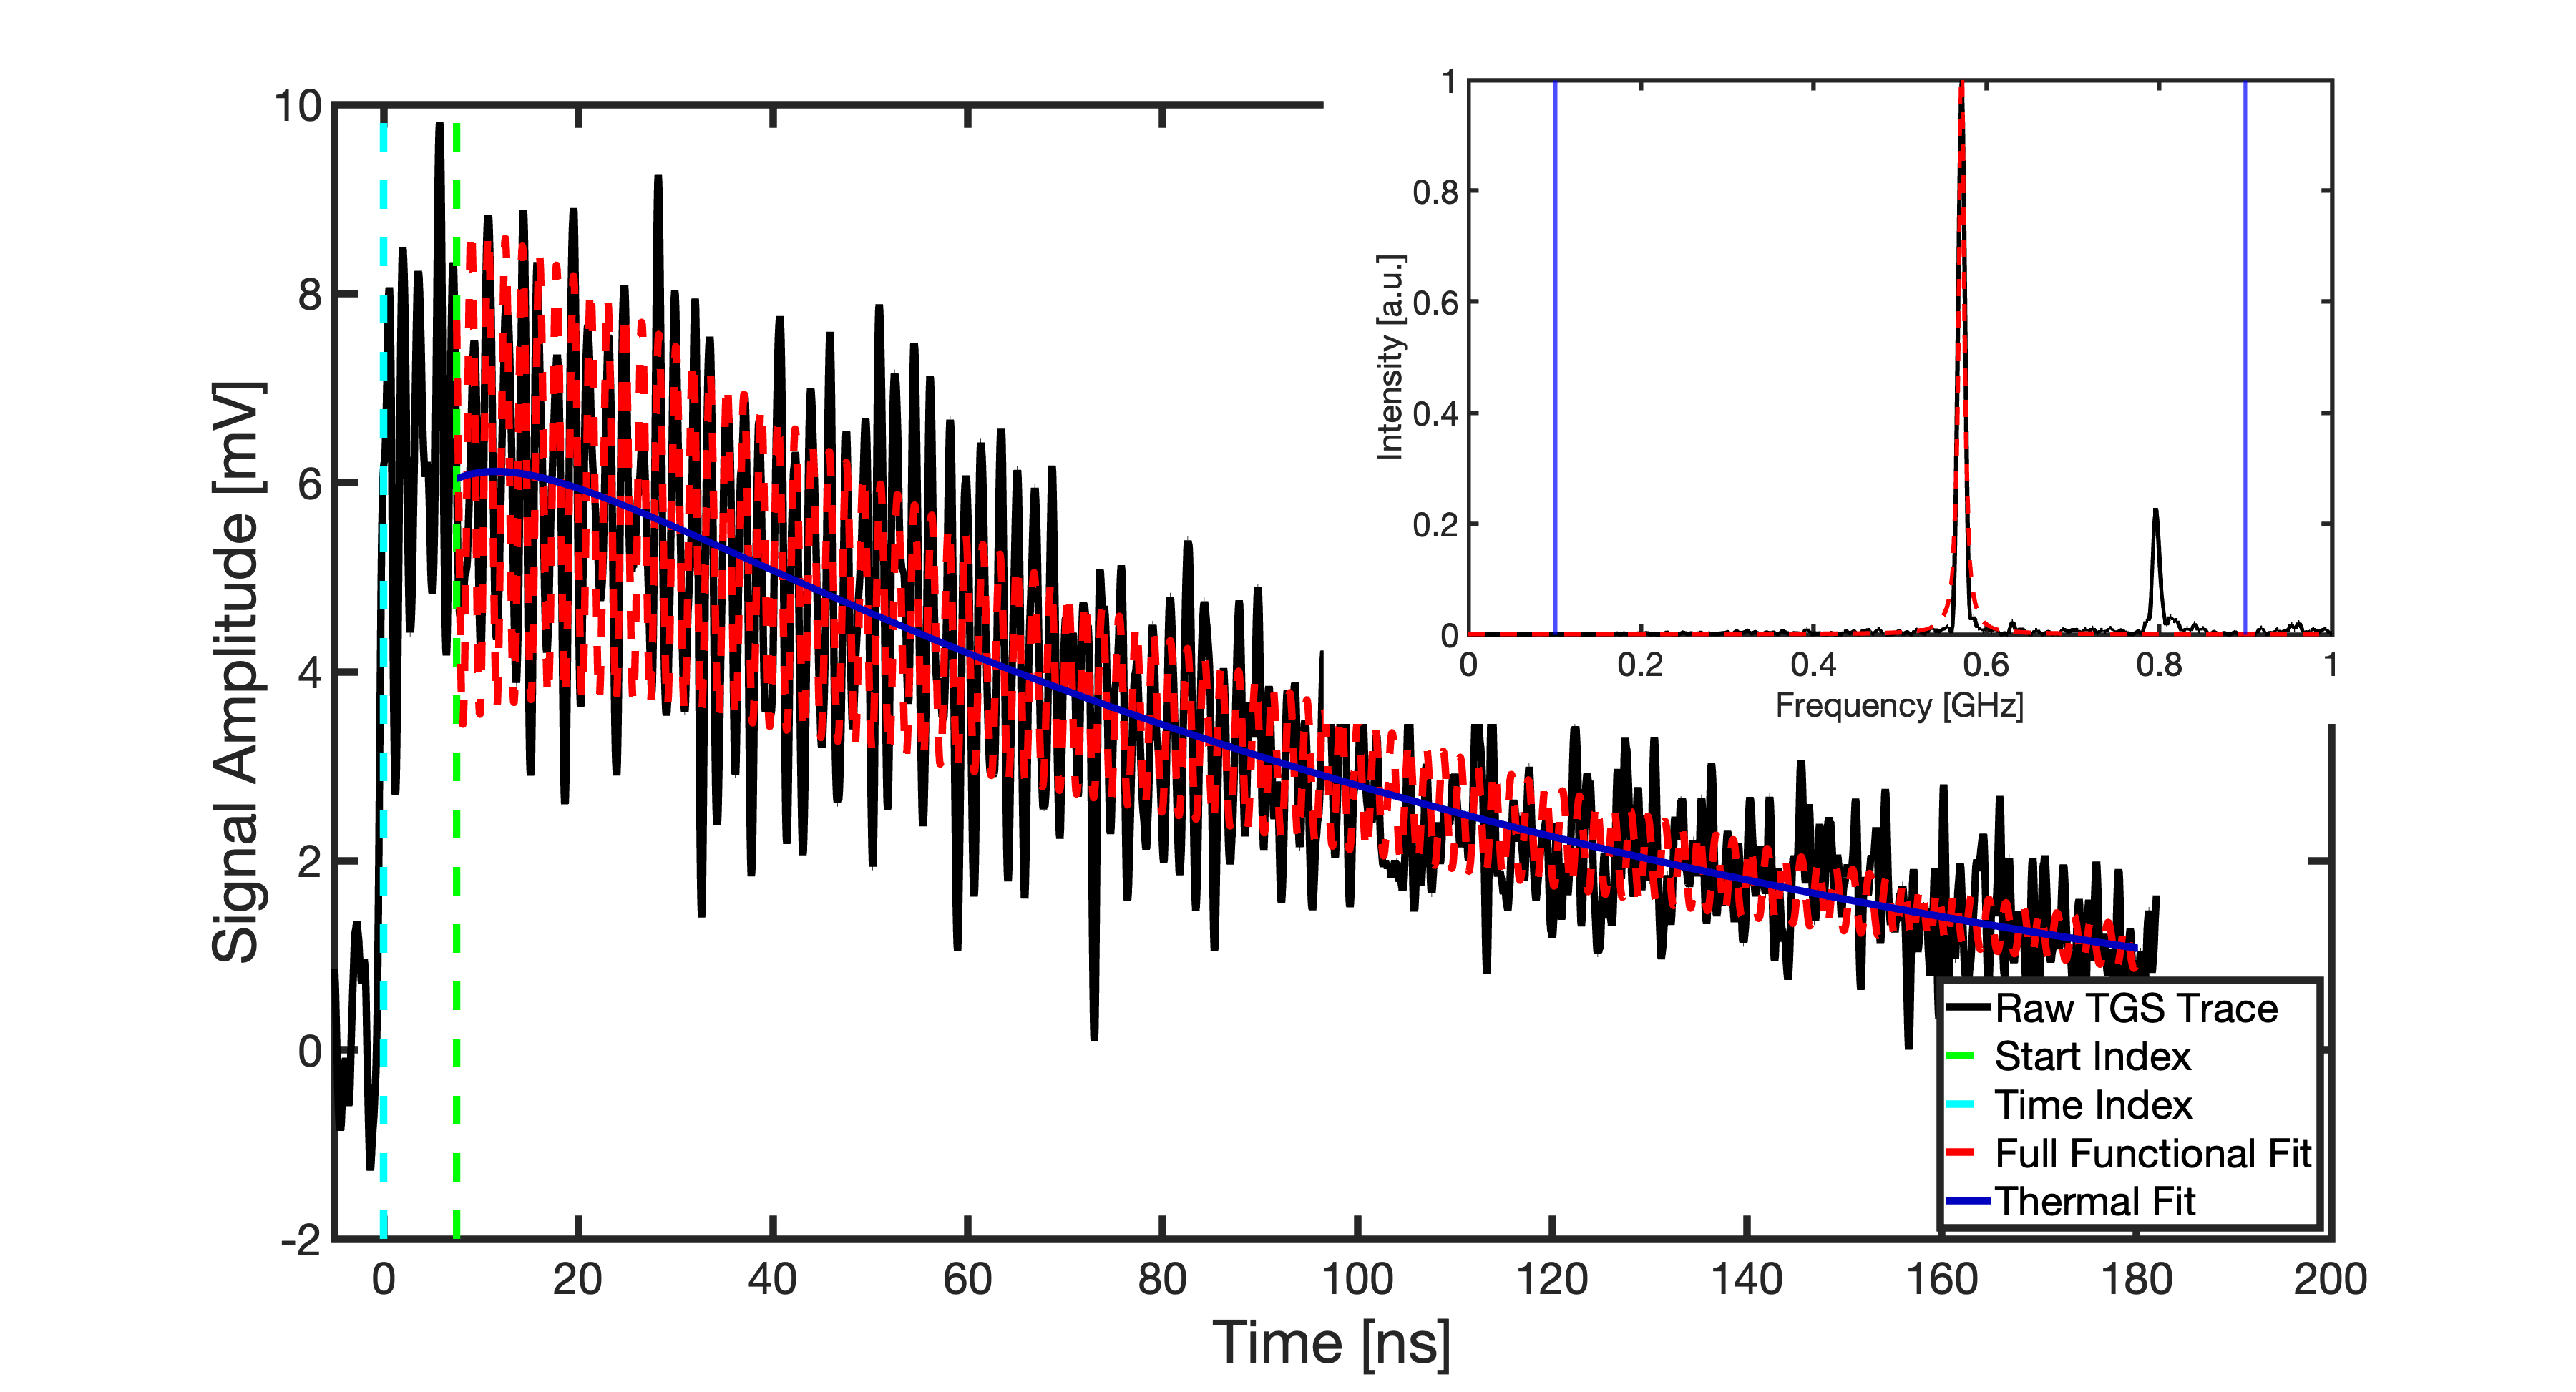 10
8
6
4
2
0
-2
Signal Amplitude [mV]
0 20 40 60 80 100 120 140 160 180 200
Time [ns]
1
0.8
0.6
0.4
0.2
0
Intensity [a.u.]
0 0.2 0.4 0.6 0.8 1
Frequency [GHz]
Raw TGS Trace
Start Index
Time Index
Full Functional Fit
Thermal Fit